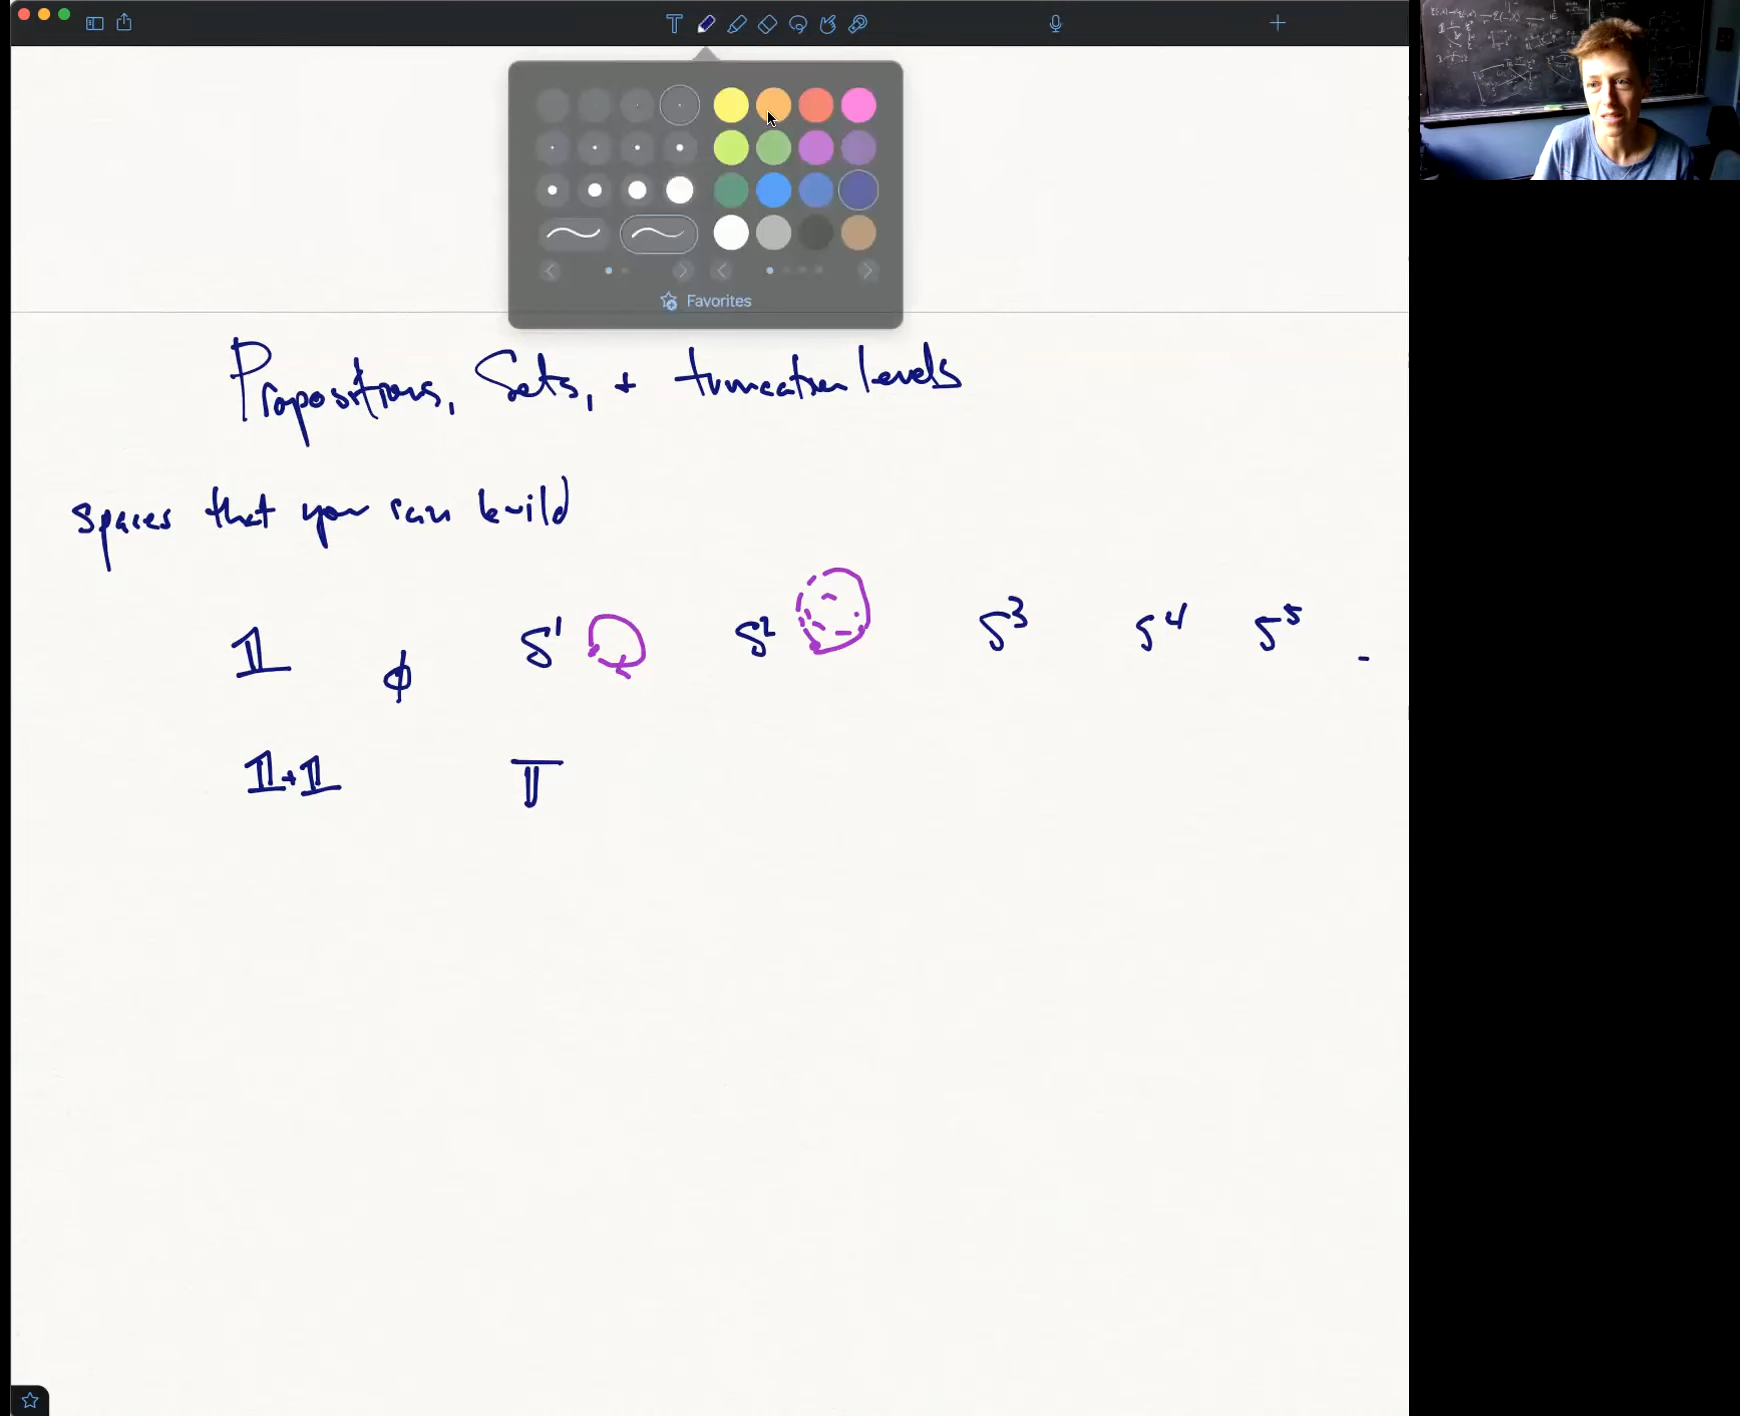 Favorites
Propositions, Sets, + truncation levels
spaces that you can build
𝟙 ϕ S¹ S² S³ S⁴ S⁵ .
𝟙+𝟙 𝕋